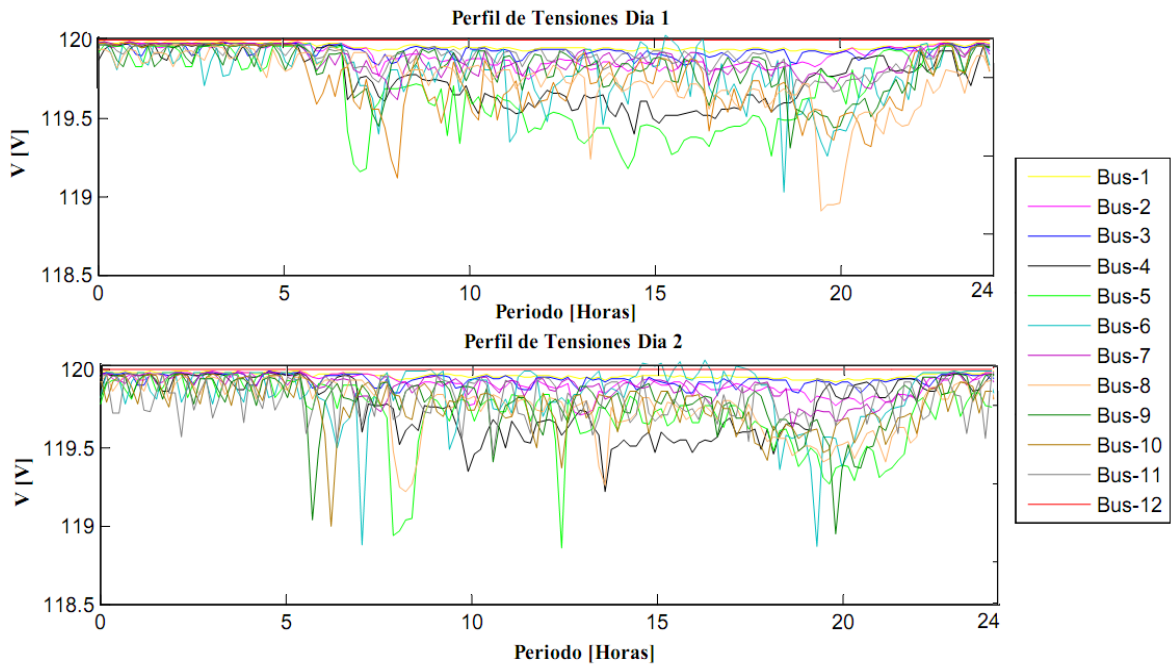 Perfil de Tensiones Dia 1
120
119.5
119
118.5
V [V]
0 5 10 15 20 24
Periodo [Horas]
Perfil de Tensiones Dia 2
120
119.5
119
118.5
V [V]
0 5 10 15 20 24
Periodo [Horas]
Bus-1
Bus-2
Bus-3
Bus-4
Bus-5
Bus-6
Bus-7
Bus-8
Bus-9
Bus-10
Bus-11
Bus-12